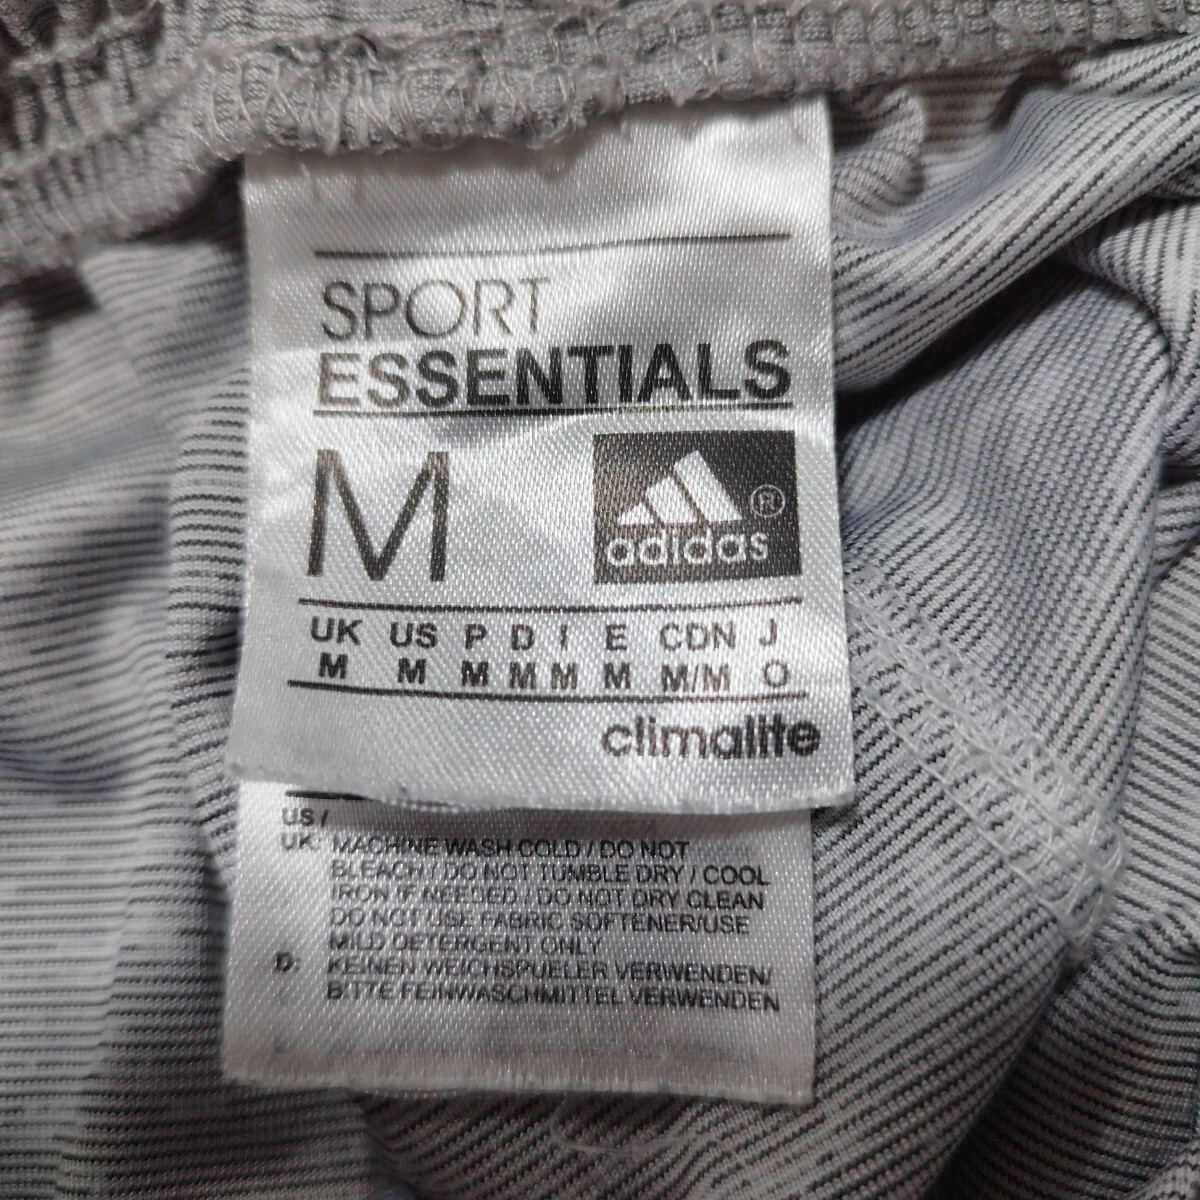 SPORT
ESSENTIALS
M
adidas ®
UK US P D I E CDN J
M M M M M M M/M O
climalite
US /
UK: MACHINE WASH COLD / DO NOT
BLEACH / DO NOT TUMBLE DRY / COOL
IRON IF NEEDED / DO NOT DRY CLEAN
DO NOT USE FABRIC SOFTENER/USE
MILD DETERGENT ONLY
D: KEINEN WEICHSPUELER VERWENDEN/
BITTE FEINWASCHMITTEL VERWENDEN